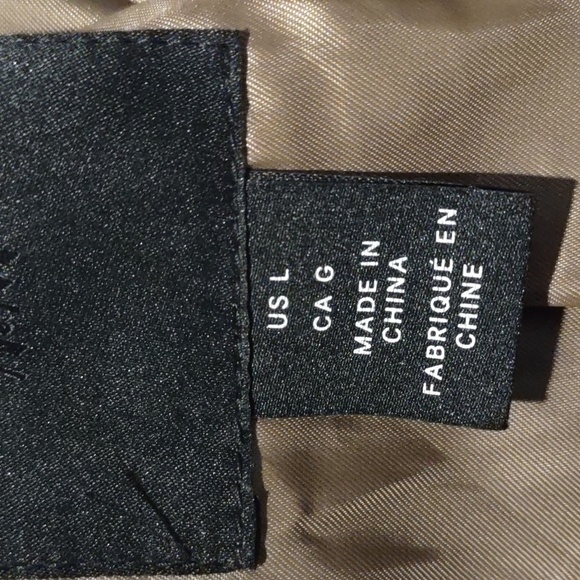 US L
CA G
MADE IN
CHINA
FABRIQUÉ EN
CHINE